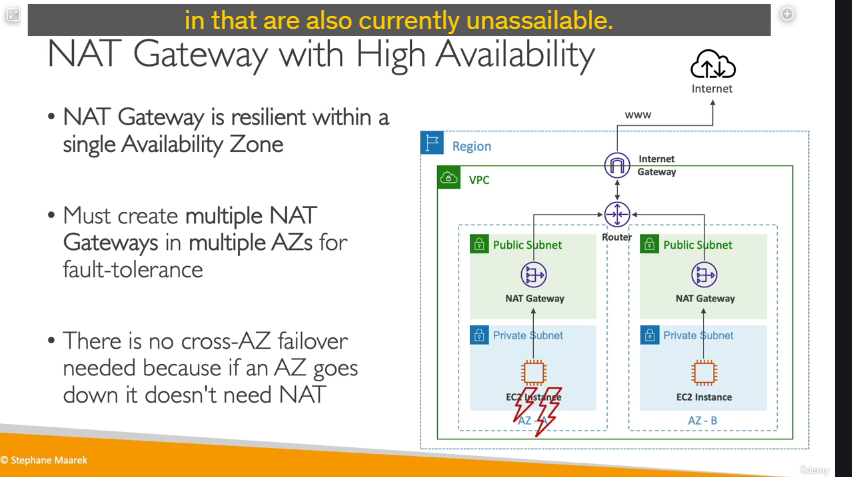 in that are also currently unassailable.
NAT Gateway with High Availability
• NAT Gateway is resilient within a
single Availability Zone
• Must create multiple NAT
Gateways in multiple AZs for
fault-tolerance
• There is no cross-AZ failover
needed because if an AZ goes
down it doesn't need NAT
Internet
www
Region
Internet
Gateway
VPC
Router
Public Subnet
NAT Gateway
Private Subnet
EC2 Instance
AZ - A
Public Subnet
NAT Gateway
Private Subnet
EC2 Instance
AZ - B
© Stephane Maarek
Udemy